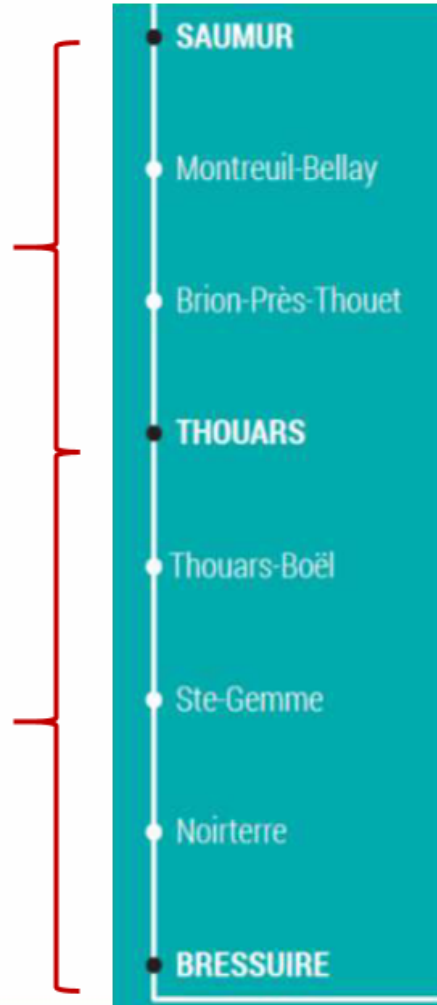 SAUMUR
Montreuil-Bellay
Brion-Près-Thouet
THOUARS
Thouars-Boël
Ste-Gemme
Noirterre
BRESSUIRE